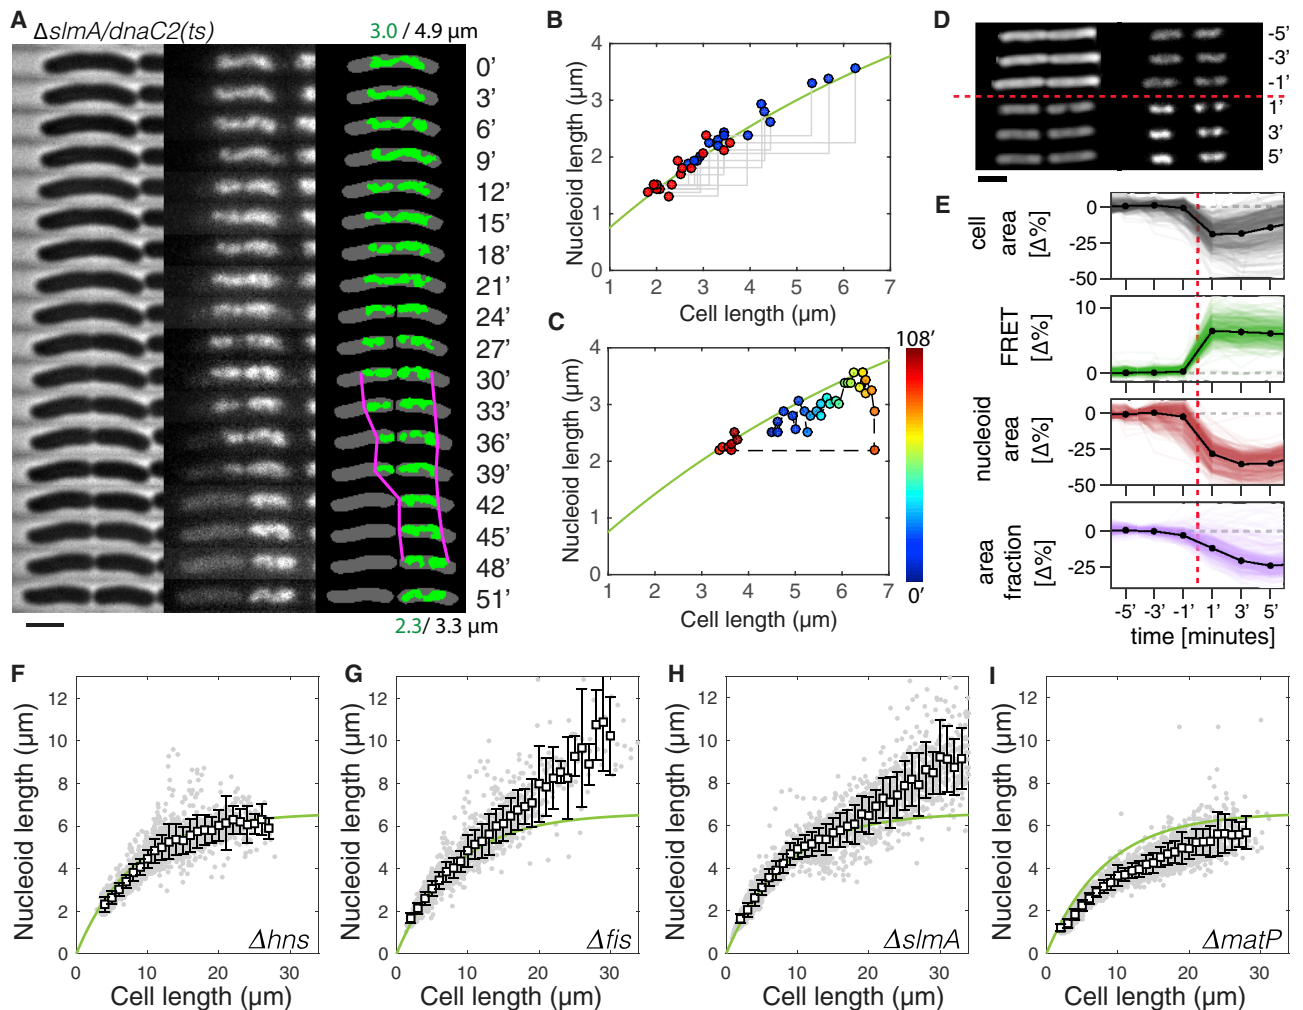 A
ΔslmA/dnaC2(ts)
3.0 / 4.9 µm
0'
3'
6'
9'
12'
15'
18'
21'
24'
27'
30'
33'
36'
39'
42
45'
48'
51'
2.3/ 3.3 µm
B
Nucleoid length (µm)
4
3
2
1
0
1 2 3 4 5 6 7
Cell length (µm)
C
Nucleoid length (µm)
4
3
2
1
0
1 2 3 4 5 6 7
Cell length (µm)
108'
0'
D
-5'
-3'
-1'
1'
3'
5'
E
cell area [Δ%]
0
-25
-50
FRET [Δ%]
10
0
nucleoid area [Δ%]
0
-25
-50
area fraction [Δ%]
0
-25
-5' -3' -1' 1' 3' 5'
time [minutes]
F
Nucleoid length (µm)
12
10
8
6
4
2
0
0 10 20 30
Cell length (µm)
Δhns
G
Nucleoid length (µm)
12
10
8
6
4
2
0
0 10 20 30
Cell length (µm)
Δfis
H
Nucleoid length (µm)
12
10
8
6
4
2
0
0 10 20 30
Cell length (µm)
ΔslmA
I
Nucleoid length (µm)
12
10
8
6
4
2
0
0 10 20 30
Cell length (µm)
ΔmatP